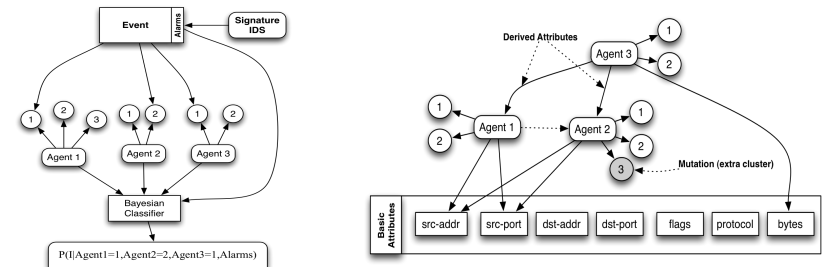 Event
Alarms
Signature
IDS
1
2
3
1
2
1
2
Agent 1
Agent 2
Agent 3
Bayesian
Classifier
P(I|Agent1=1,Agent2=2,Agent3=1,Alarms)
Derived Attributes
Agent 3
1
2
1
2
Agent 1
Agent 2
1
2
3
Mutation (extra cluster)
Basic
Attributes
src-addr
src-port
dst-addr
dst-port
flags
protocol
bytes